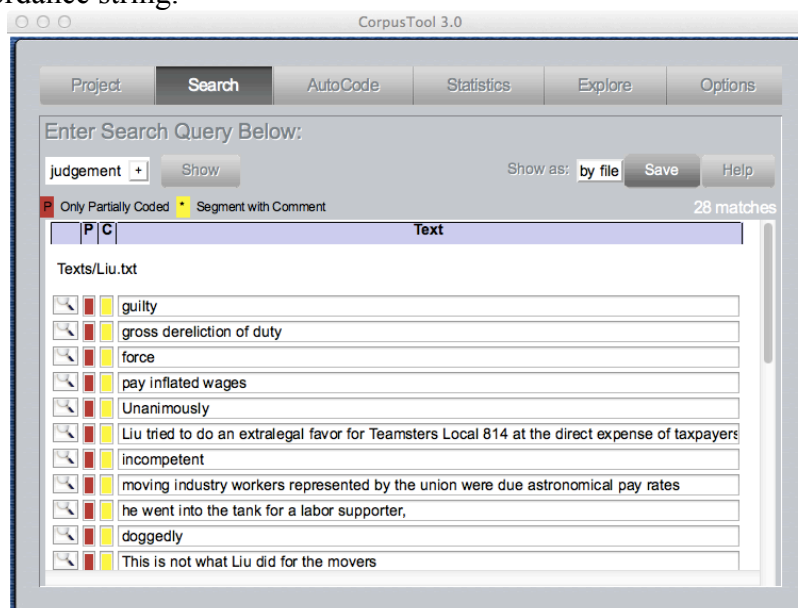 rdance string.
CorpusTool 3.0
Project Search AutoCode Statistics Explore Options
Enter Search Query Below:
judgement + Show Show as: by file Save Help
P Only Partially Coded * Segment with Comment 28 matches
P C Text
Texts/Liu.txt
guilty
gross dereliction of duty
force
pay inflated wages
Unanimously
Liu tried to do an extralegal favor for Teamsters Local 814 at the direct expense of taxpayers
incompetent
moving industry workers represented by the union were due astronomical pay rates
he went into the tank for a labor supporter,
doggedly
This is not what Liu did for the movers